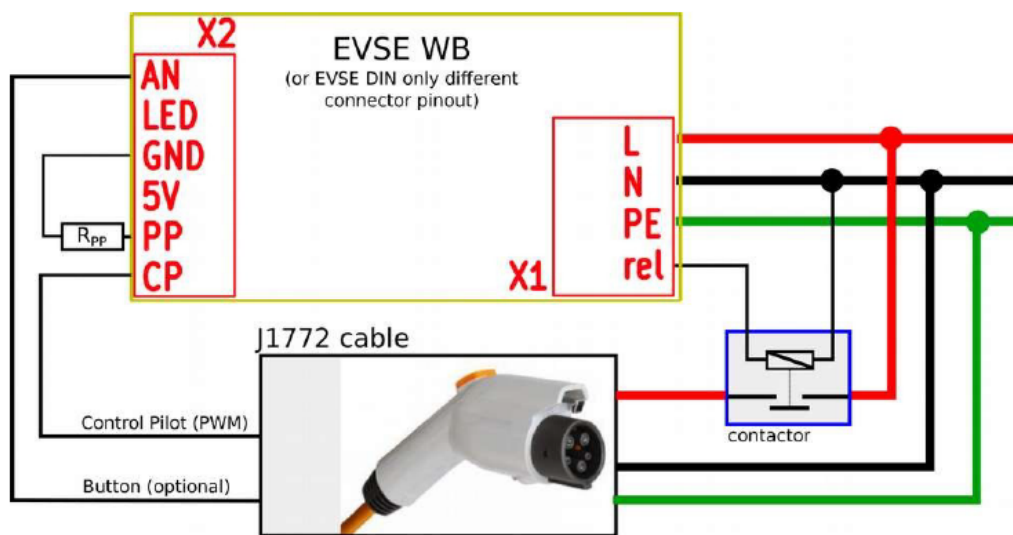 X2
EVSE WB
(or EVSE DIN only different
connector pinout)
AN
LED
GND
5V
PP
CP
RPP
L
N
PE
rel
X1
J1772 cable
Control Pilot (PWM)
Button (optional)
contactor